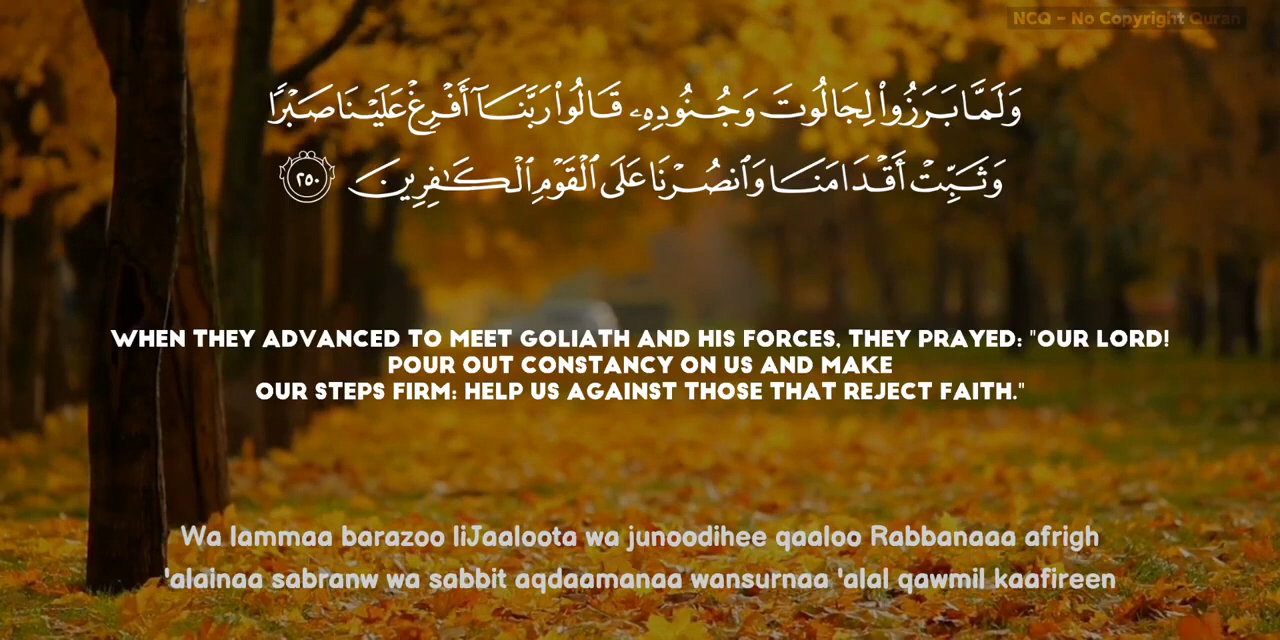 NCQ - No Copyright Quran
وَلَمَّا بَرَزُوا۟ لِجَالُوتَ وَجُنُودِهِۦ قَالُوا۟ رَبَّنَآ أَفْرِغْ عَلَيْنَا صَبْرًا
وَثَبِّتْ أَقْدَامَنَا وَٱنصُرْنَا عَلَى ٱلْقَوْمِ ٱلْكَـٰفِرِينَ ٢٥٠
WHEN THEY ADVANCED TO MEET GOLIATH AND HIS FORCES, THEY PRAYED: "OUR LORD!
POUR OUT CONSTANCY ON US AND MAKE
OUR STEPS FIRM: HELP US AGAINST THOSE THAT REJECT FAITH."
Wa lammaa barazoo liJaaloota wa junoodihee qaaloo Rabbanaaa afrigh
'alainaa sabranw wa sabbit aqdaamanaa wansurnaa 'alal qawmil kaafireen